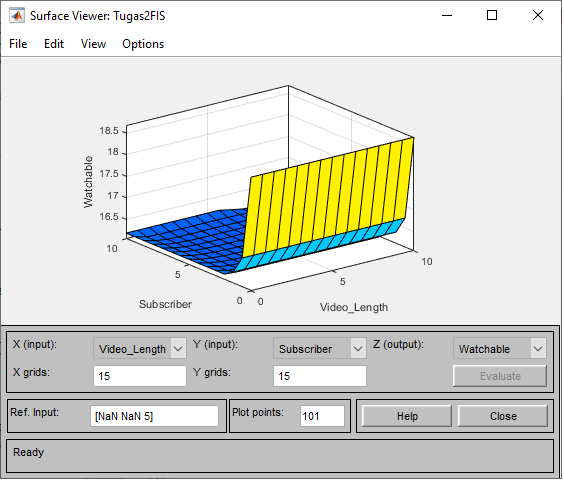 Surface Viewer: Tugas2FIS
File Edit View Options
18.5
18
17.5
17
16.5
Watchable
10
5
0
Subscriber
0
5
10
Video_Length
X (input): Video_Length Y (input): Subscriber Z (output): Watchable
X grids: 15 Y grids: 15 Evaluate
Ref. Input: [NaN NaN 5] Plot points: 101 Help Close
Ready